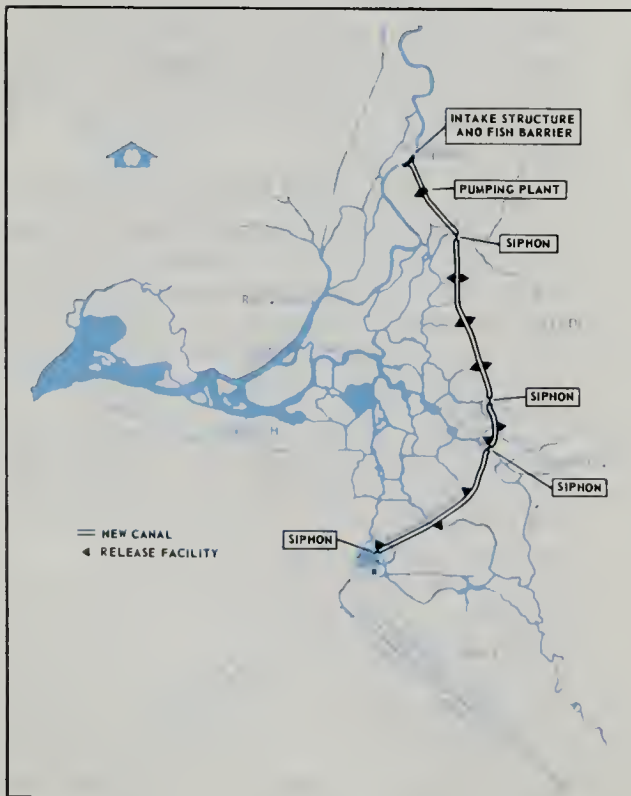 INTAKE STRUCTURE
AND FISH BARRIER
PUMPING PLANT
SIPHON
SIPHON
SIPHON
SIPHON
NEW CANAL
RELEASE FACILITY